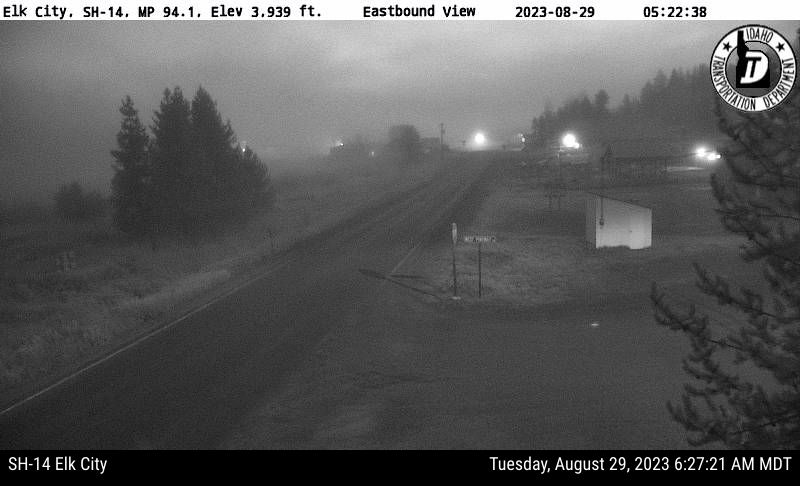 Elk City, SH-14, MP 94.1, Elev 3,939 ft. Eastbound View 2023-08-29 05:22:38
IDAHO
TRANSPORTATION DEPARTMENT
SH-14 Elk City Tuesday, August 29, 2023 6:27:21 AM MDT